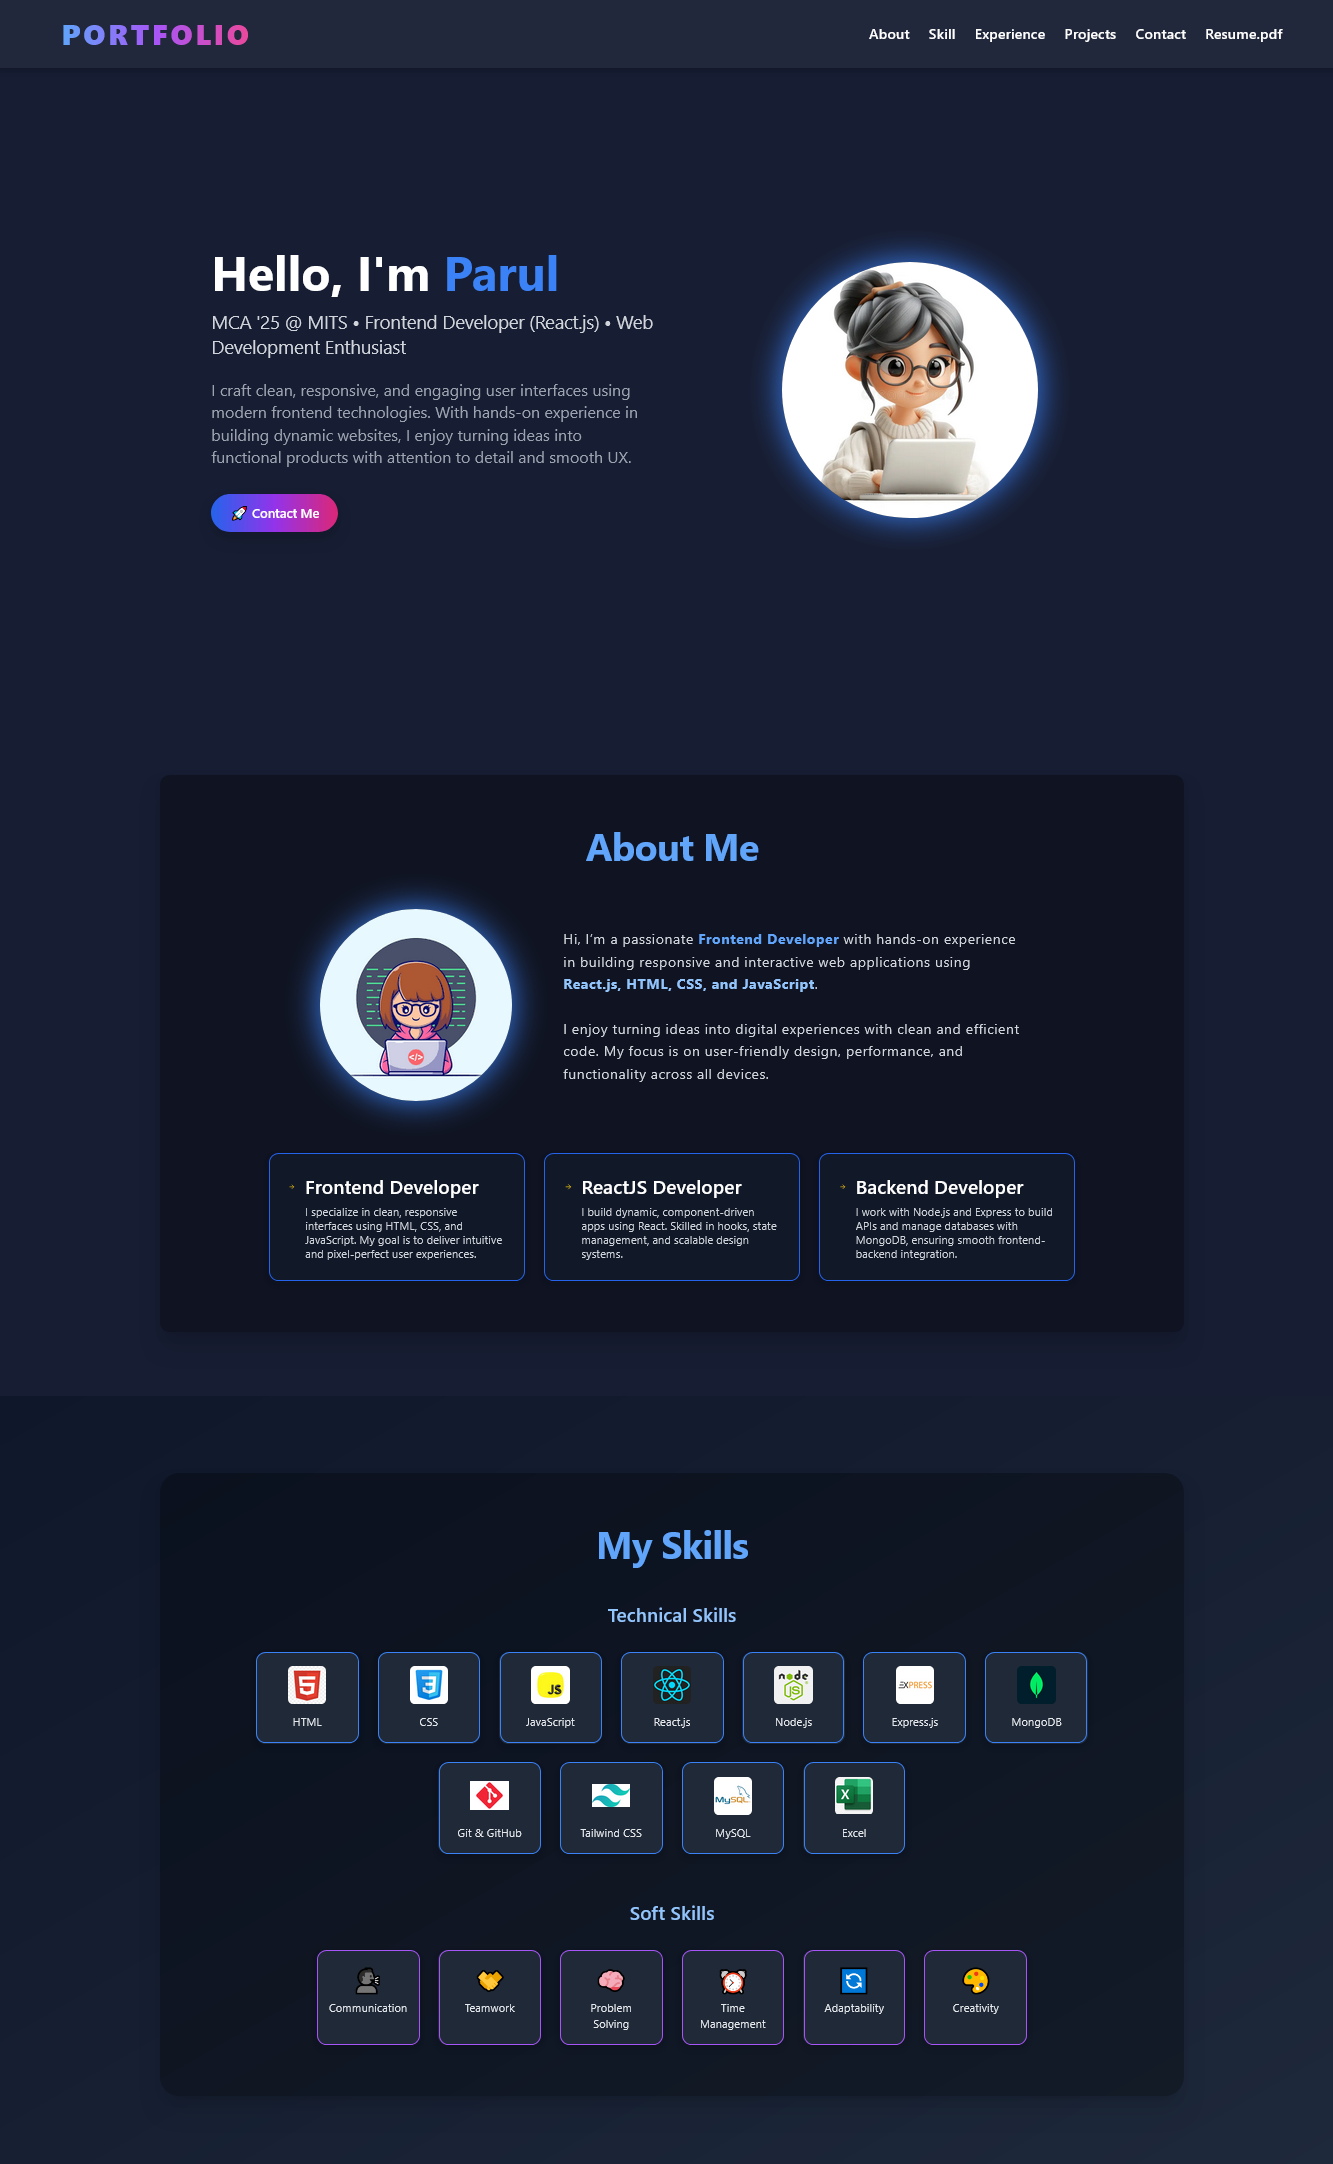 PORTFOLIO
About Skill Experience Projects Contact Resume.pdf
Hello, I'm Parul
MCA '25 @ MITS • Frontend Developer (React.js) • Web
Development Enthusiast
I craft clean, responsive, and engaging user interfaces using
modern frontend technologies. With hands-on experience in
building dynamic websites, I enjoy turning ideas into
functional products with attention to detail and smooth UX.
🚀 Contact Me
About Me
Hi, I'm a passionate Frontend Developer with hands-on experience
in building responsive and interactive web applications using
React.js, HTML, CSS, and JavaScript.
I enjoy turning ideas into digital experiences with clean and efficient
code. My focus is on user-friendly design, performance, and
functionality across all devices.
</>
→ Frontend Developer
I specialize in clean, responsive
interfaces using HTML, CSS, and
JavaScript. My goal is to deliver intuitive
and pixel-perfect user experiences.
→ ReactJS Developer
I build dynamic, component-driven
apps using React. Skilled in hooks, state
management, and scalable design
systems.
→ Backend Developer
I work with Node.js and Express to build
APIs and manage databases with
MongoDB, ensuring smooth frontend-
backend integration.
My Skills
Technical Skills
5
HTML
3
CSS
JS
JavaScript
React.js
node
JS
Node.js
EXPRESS
Express.js
MongoDB
Git & GitHub
Tailwind CSS
MySQL
MySQL
X
Excel
Soft Skills
Communication
Teamwork
Problem
Solving
Time
Management
Adaptability
Creativity